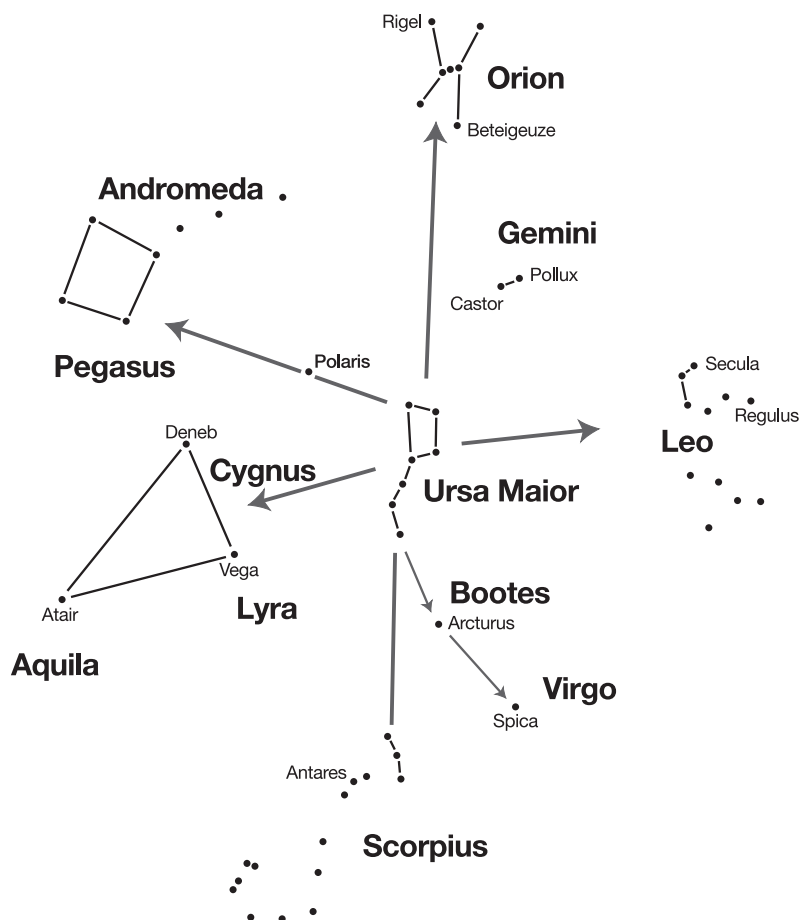 Rigel
Orion
Beteigeuze
Andromeda
Gemini
Pollux
Castor
Polaris
Pegasus
Secula
Regulus
Leo
Deneb
Cygnus
Ursa Maior
Vega
Lyra
Atair
Aquila
Bootes
Arcturus
Virgo
Spica
Antares
Scorpius